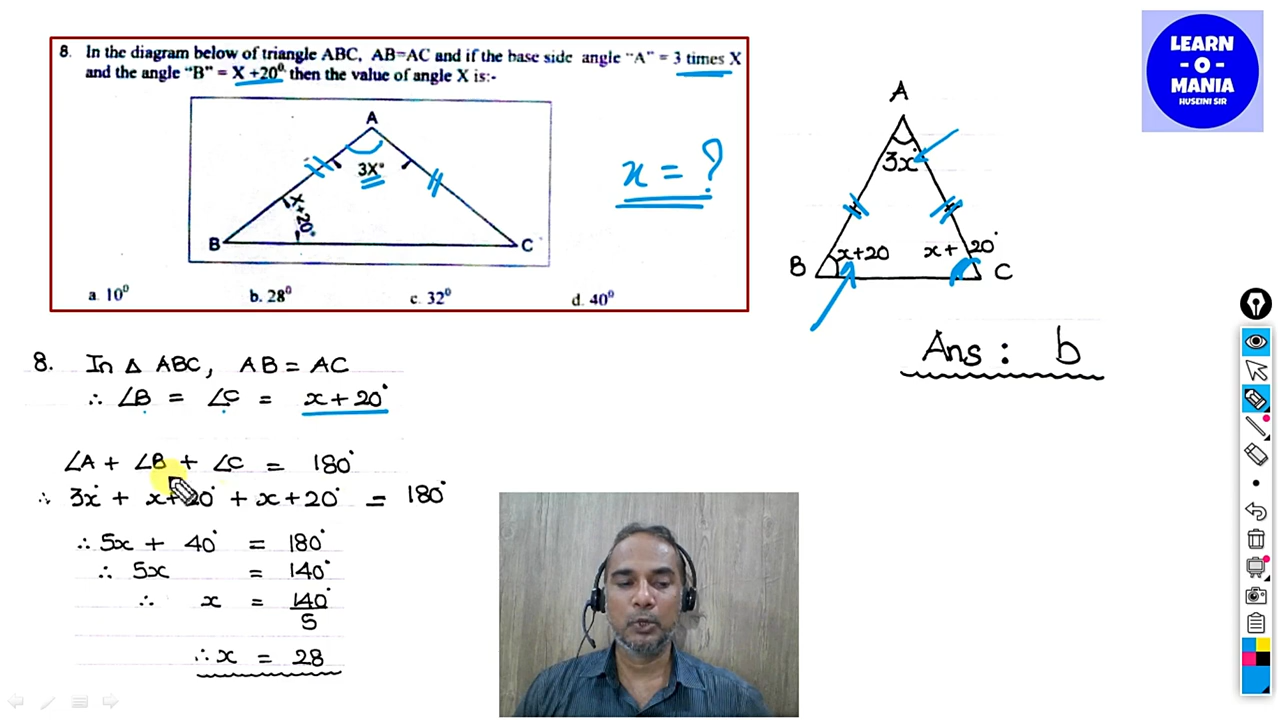 8. In the diagram below of triangle ABC, AB=AC and if the base side angle "A" = 3 times X
and the angle "B" = X +20⁰ then the value of angle X is:-
A
3X°
X+20°
B
C
a. 10⁰ b. 28⁰ c. 32⁰ d. 40⁰
x = ?
A
3x°
x+20
x+ 20°
B
C
LEARN
- O -
MANIA
HUSEINI SIR
Ans : b
8. In Δ ABC, AB = AC
∴ ∠B = ∠C = x + 20°
∠A + ∠B + ∠C = 180°
∴ 3x° + x+20° + x+20° = 180°
∴ 5x + 40° = 180°
∴ 5x = 140°
∴ x = 140°
5
∴ x = 28